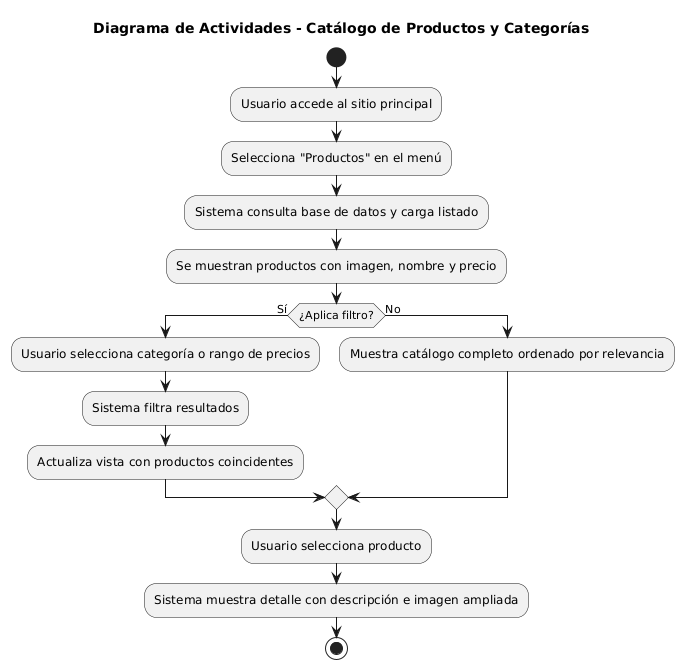 Diagrama de Actividades - Catálogo de Productos y Categorías
Usuario accede al sitio principal
Selecciona "Productos" en el menú
Sistema consulta base de datos y carga listado
Se muestran productos con imagen, nombre y precio
Sí
¿Aplica filtro?
No
Usuario selecciona categoría o rango de precios
Muestra catálogo completo ordenado por relevancia
Sistema filtra resultados
Actualiza vista con productos coincidentes
Usuario selecciona producto
Sistema muestra detalle con descripción e imagen ampliada